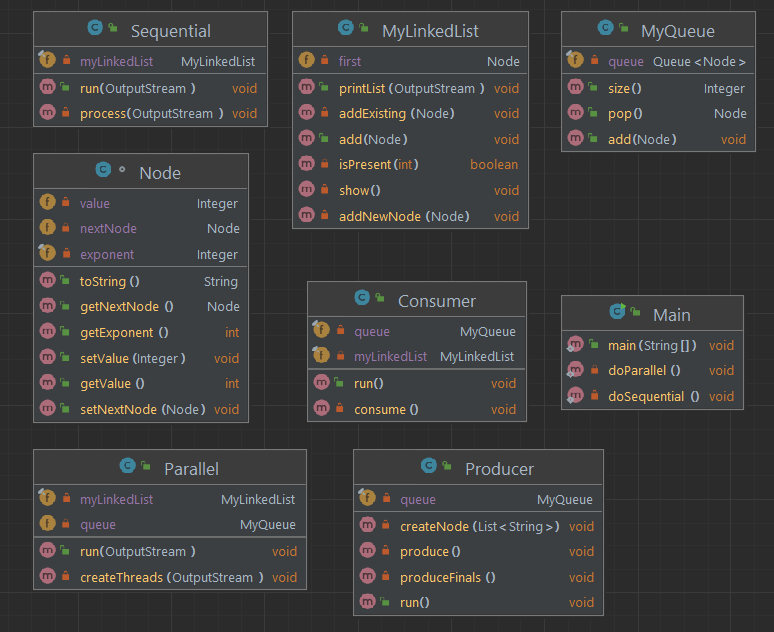 Sequential
myLinkedList MyLinkedList
run(OutputStream ) void
process(OutputStream ) void
MyLinkedList
first Node
printList (OutputStream ) void
addExisting (Node) void
add(Node) void
isPresent(int) boolean
show() void
addNewNode (Node) void
MyQueue
queue Queue<Node>
size() Integer
pop() Node
add(Node) void
Node
value Integer
nextNode Node
exponent Integer
toString () String
getNextNode () Node
getExponent () int
setValue(Integer ) void
getValue () int
setNextNode (Node) void
Consumer
queue MyQueue
myLinkedList MyLinkedList
run() void
consume () void
Main
main(String[]) void
doParallel () void
doSequential () void
Parallel
myLinkedList MyLinkedList
queue MyQueue
run(OutputStream ) void
createThreads (OutputStream ) void
Producer
queue MyQueue
createNode (List<String>) void
produce() void
produceFinals () void
run() void